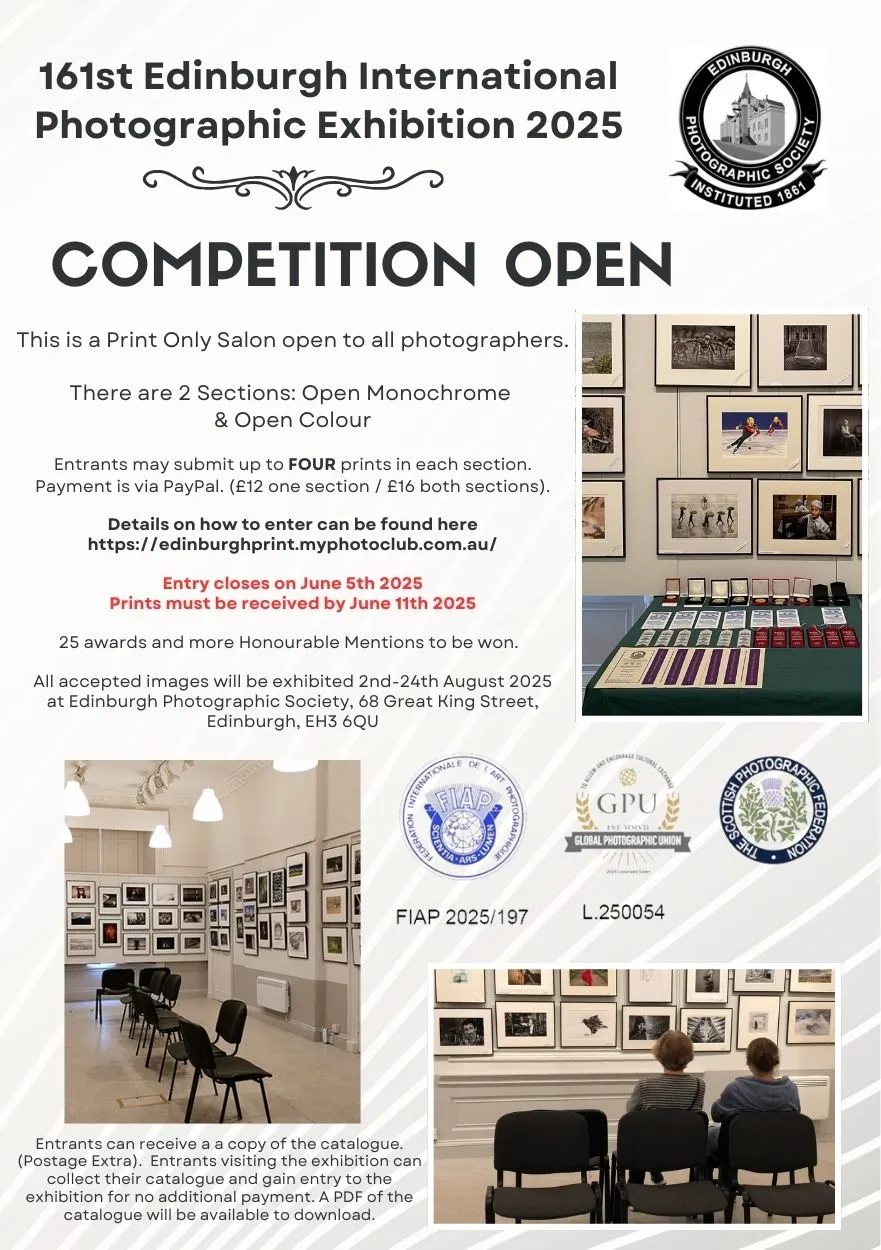 161st Edinburgh International
Photographic Exhibition 2025
EDINBURGH
PHOTOGRAPHIC SOCIETY
INSTITUTED 1861
COMPETITION OPEN
This is a Print Only Salon open to all photographers.
There are 2 Sections: Open Monochrome
& Open Colour
Entrants may submit up to FOUR prints in each section.
Payment is via PayPal. (£12 one section / £16 both sections).
Details on how to enter can be found here
https://edinburghprint.myphotoclub.com.au/
Entry closes on June 5th 2025
Prints must be received by June 11th 2025
25 awards and more Honourable Mentions to be won.
All accepted images will be exhibited 2nd-24th August 2025
at Edinburgh Photographic Society, 68 Great King Street,
Edinburgh, EH3 6QU
FEDERATION INTERNATIONALE DE L'ART PHOTOGRAPHIQUE
FIAP
SCIENTIA·ARS·LUMEN
TO ALLOW AND ENCOURAGE CULTURAL EXCHANGE
GPU
EST MMVII
GLOBAL PHOTOGRAPHIC UNION
THE SCOTTISH PHOTOGRAPHIC FEDERATION
FIAP 2025/197
L.250054
Entrants can receive a a copy of the catalogue.
(Postage Extra). Entrants visiting the exhibition can
collect their catalogue and gain entry to the
exhibition for no additional payment. A PDF of the
catalogue will be available to download.